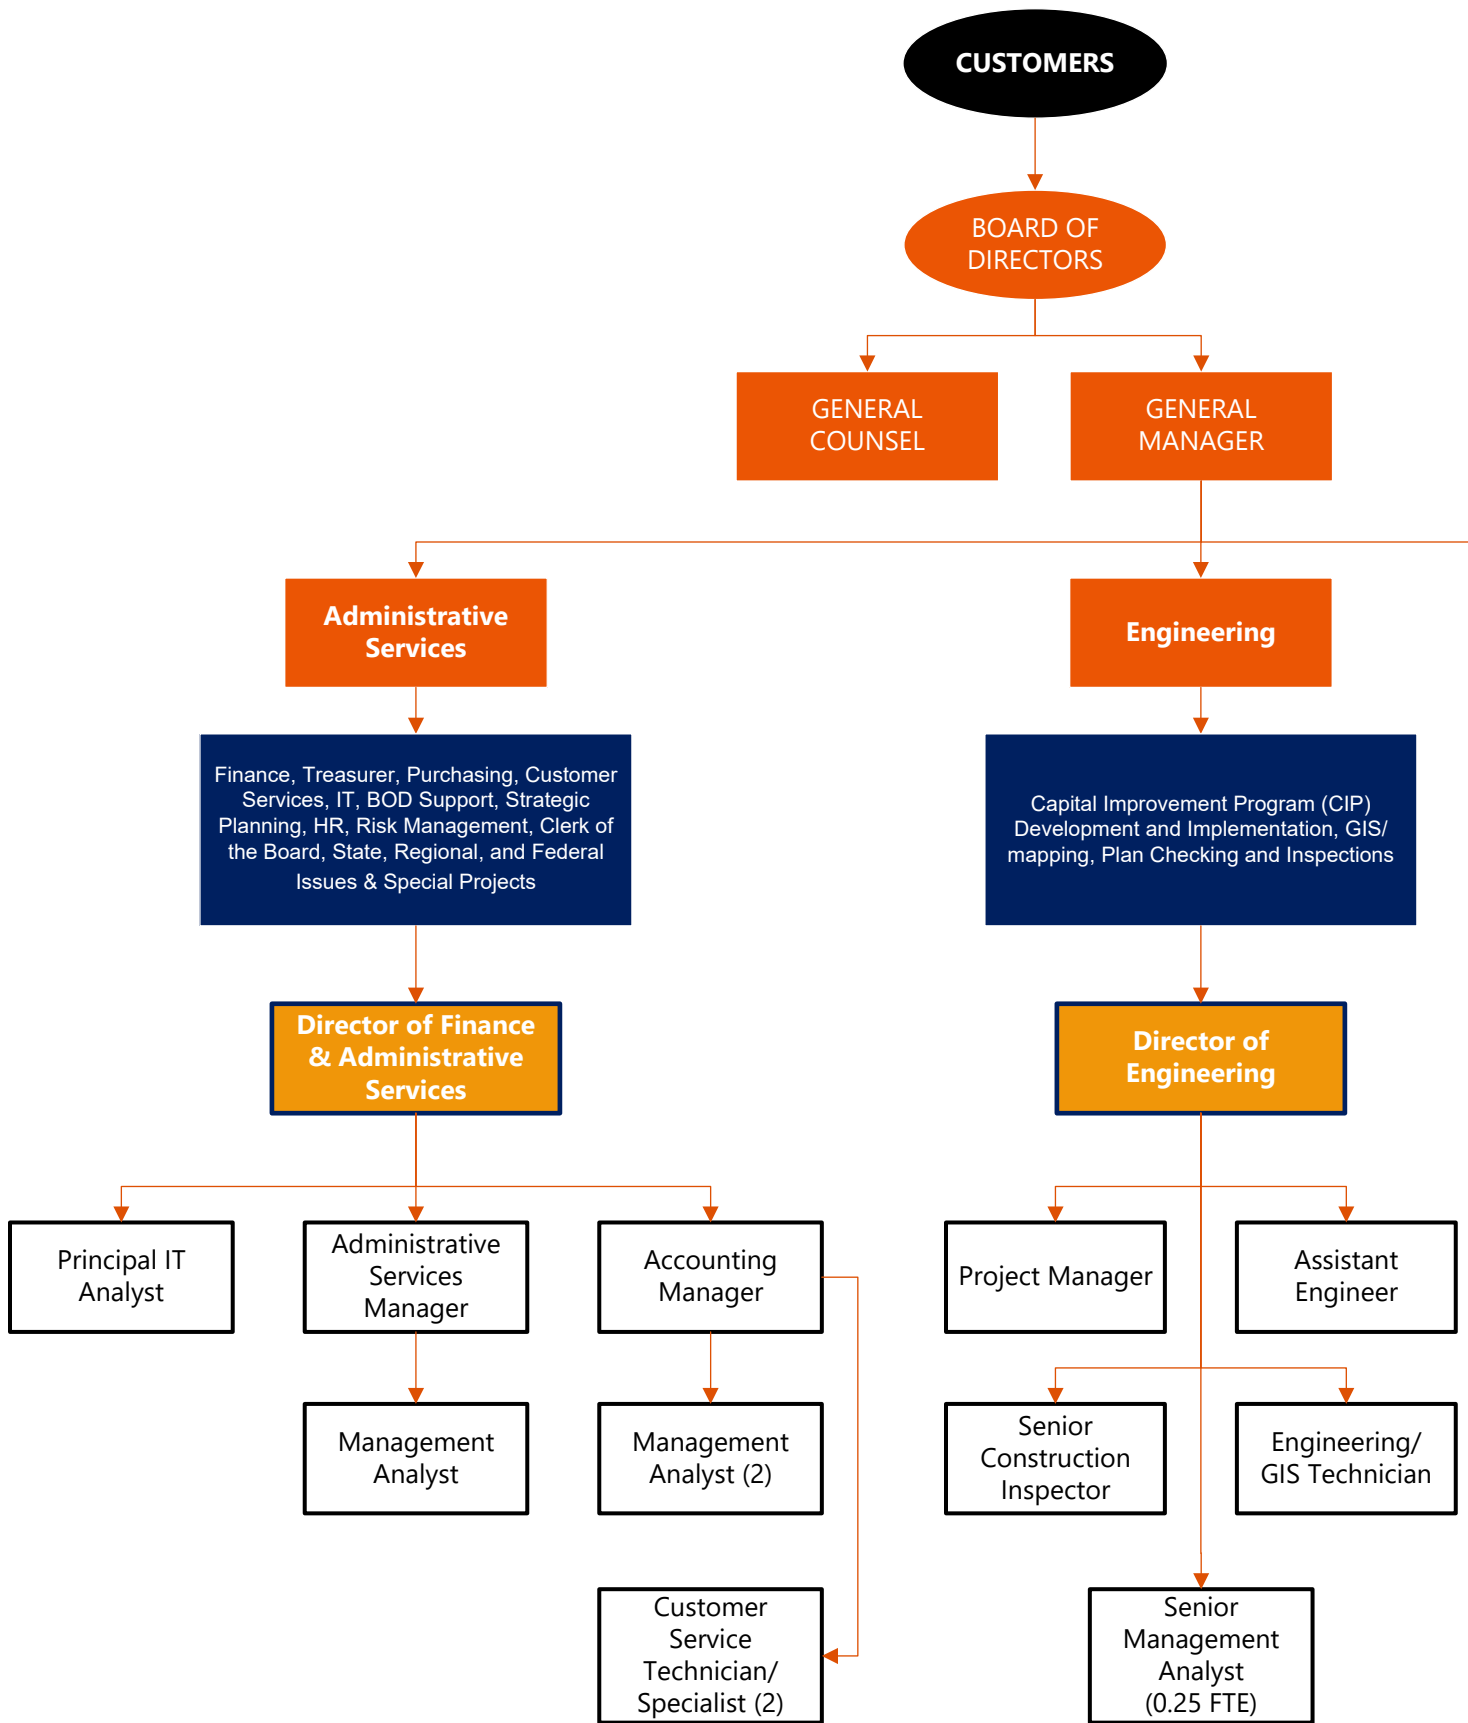 CUSTOMERS
BOARD OF
DIRECTORS
GENERAL
COUNSEL
GENERAL
MANAGER
Administrative
Services
Engineering
Finance, Treasurer, Purchasing, Customer
Services, IT, BOD Support, Strategic
Planning, HR, Risk Management, Clerk of
the Board, State, Regional, and Federal
Issues & Special Projects
Capital Improvement Program (CIP)
Development and Implementation, GIS/
mapping, Plan Checking and Inspections
Director of Finance
& Administrative
Services
Director of
Engineering
Principal IT
Analyst
Administrative
Services
Manager
Accounting
Manager
Project Manager
Assistant
Engineer
Management
Analyst
Management
Analyst (2)
Senior
Construction
Inspector
Engineering/
GIS Technician
Customer
Service
Technician/
Specialist (2)
Senior
Management
Analyst
(0.25 FTE)